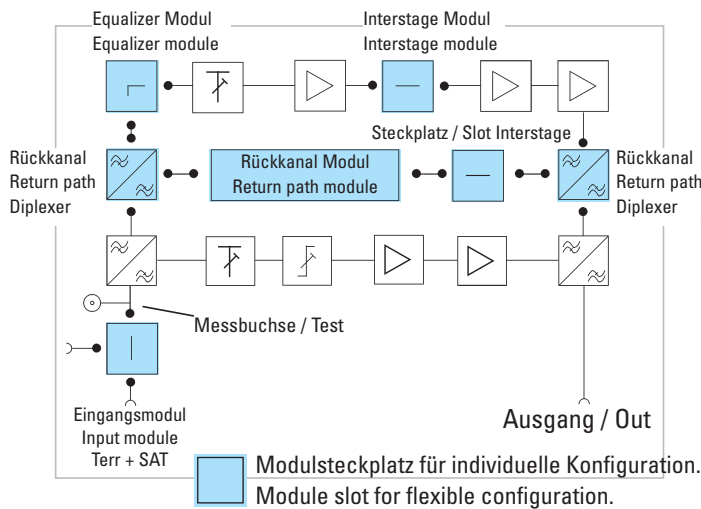 Equalizer Modul
Equalizer module
Interstage Modul
Interstage module
Steckplatz / Slot Interstage
Rückkanal
Return path
Diplexer
Rückkanal Modul
Return path module
Rückkanal
Return path
Diplexer
Messbuchse / Test
Eingangsmodul
Input module
Terr + SAT
Ausgang / Out
Modulsteckplatz für individuelle Konfiguration.
Module slot for flexible configuration.